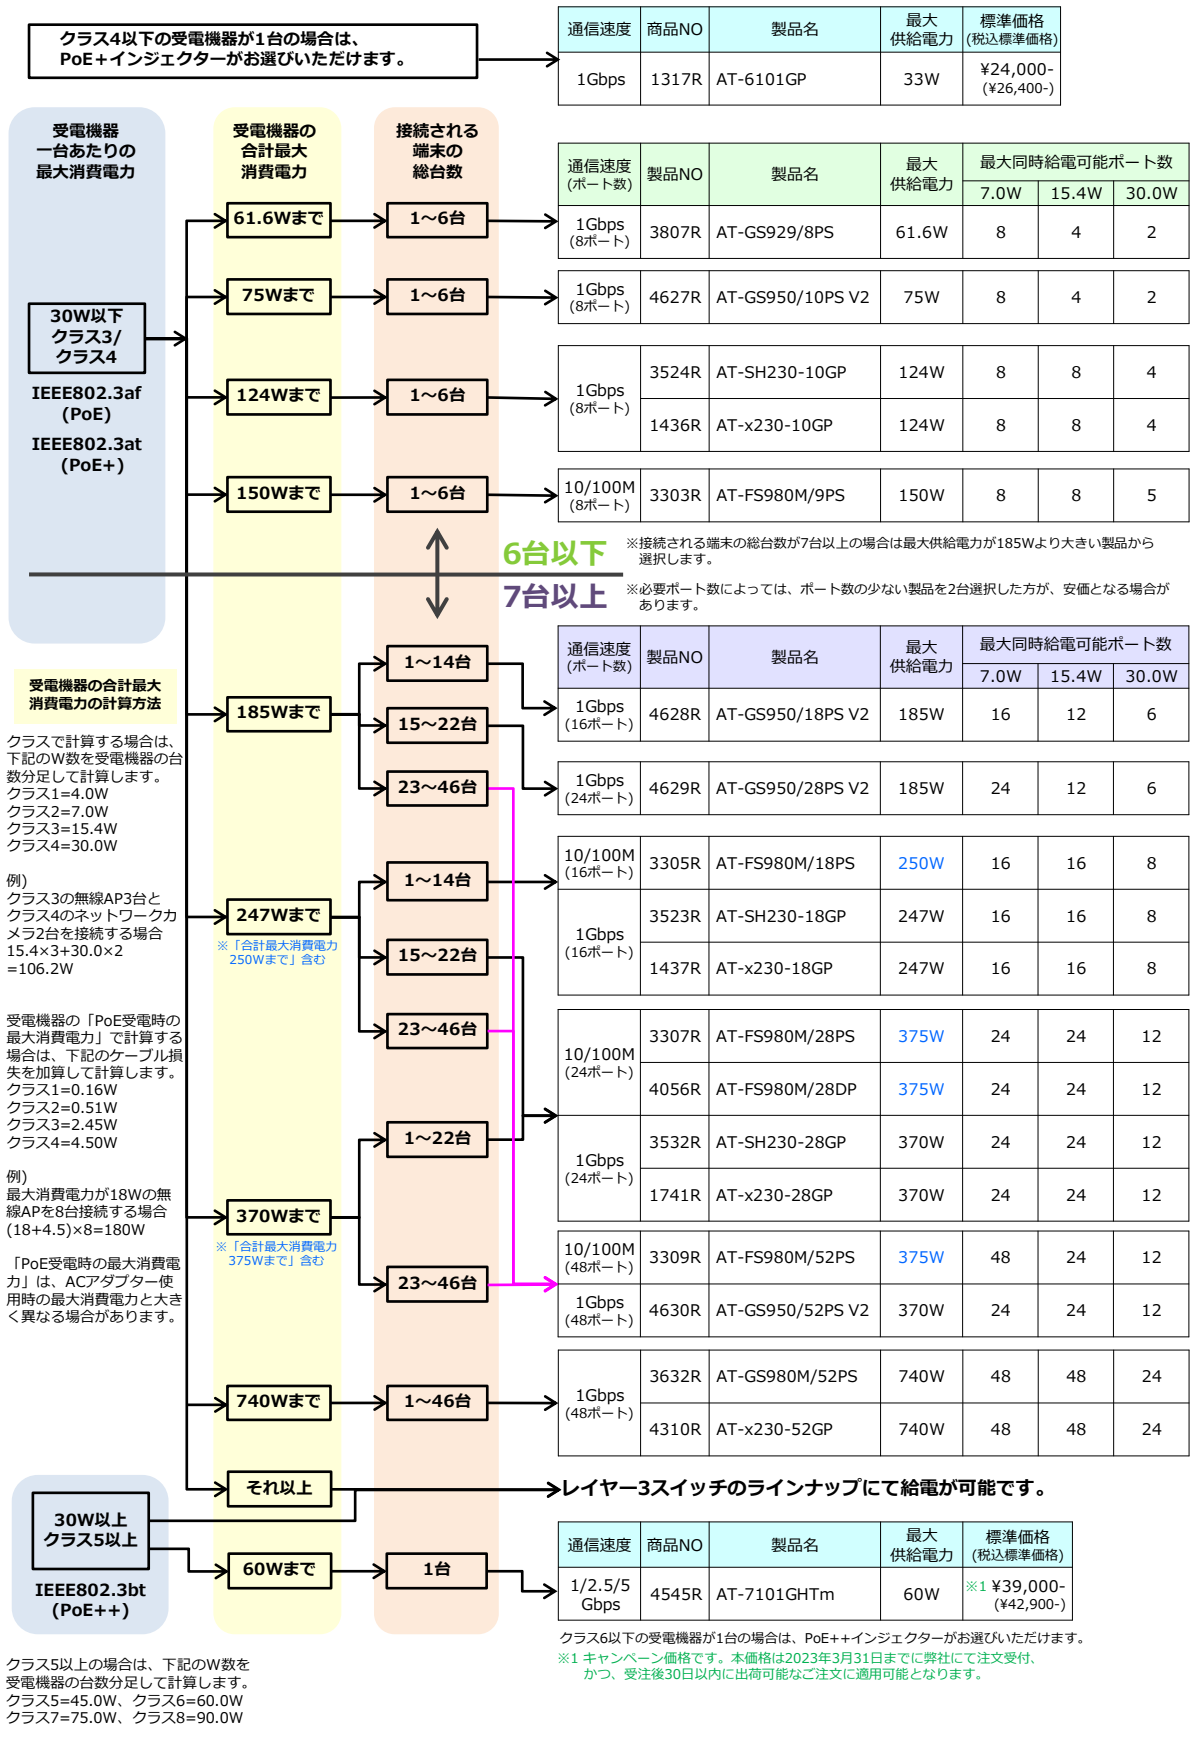 クラス4以下の受電機器が1台の場合は、
PoE+インジェクターがお選びいただけます。
通信速度 商品NO 製品名 最大供給電力 標準価格(税込標準価格)
1Gbps 1317R AT-6101GP 33W ¥24,000-(¥26,400-)
受電機器
一台あたりの
最大消費電力
受電機器の
合計最大
消費電力
接続される
端末の
総台数
30W以下
クラス3/
クラス4
IEEE802.3af
(PoE)
IEEE802.3at
(PoE+)
通信速度(ポート数) 製品NO 製品名 最大供給電力 最大同時給電可能ポート数
7.0W 15.4W 30.0W
61.6Wまで 1～6台
1Gbps(8ポート) 3807R AT-GS929/8PS 61.6W 8 4 2
75Wまで 1～6台
1Gbps(8ポート) 4627R AT-GS950/10PS V2 75W 8 4 2
124Wまで 1～6台
1Gbps(8ポート)
3524R AT-SH230-10GP 124W 8 8 4
1436R AT-x230-10GP 124W 8 8 4
150Wまで 1～6台
10/100M(8ポート) 3303R AT-FS980M/9PS 150W 8 8 5
6台以下
7台以上
※接続される端末の総台数が7台以上の場合は最大供給電力が185Wより大きい製品から
選択します。
※必要ポート数によっては、ポート数の少ない製品を2台選択した方が、安価となる場合が
あります。
通信速度(ポート数) 製品NO 製品名 最大供給電力 最大同時給電可能ポート数
7.0W 15.4W 30.0W
185Wまで
1～14台
15～22台
23～46台
1Gbps(16ポート) 4628R AT-GS950/18PS V2 185W 16 12 6
1Gbps(24ポート) 4629R AT-GS950/28PS V2 185W 24 12 6
247Wまで
※「合計最大消費電力
250Wまで」含む
1～14台
15～22台
23～46台
10/100M(16ポート) 3305R AT-FS980M/18PS 250W 16 16 8
1Gbps(16ポート)
3523R AT-SH230-18GP 247W 16 16 8
1437R AT-x230-18GP 247W 16 16 8
10/100M(24ポート)
3307R AT-FS980M/28PS 375W 24 24 12
4056R AT-FS980M/28DP 375W 24 24 12
1Gbps(24ポート)
3532R AT-SH230-28GP 370W 24 24 12
1741R AT-x230-28GP 370W 24 24 12
370Wまで
※「合計最大消費電力
375Wまで」含む
1～22台
23～46台
10/100M(48ポート) 3309R AT-FS980M/52PS 375W 48 24 12
1Gbps(48ポート) 4630R AT-GS950/52PS V2 370W 24 24 12
740Wまで 1～46台
1Gbps(48ポート)
3632R AT-GS980M/52PS 740W 48 48 24
4310R AT-x230-52GP 740W 48 48 24
それ以上
レイヤー3スイッチのラインナップにて給電が可能です。
受電機器の合計最大
消費電力の計算方法
クラスで計算する場合は、
下記のW数を受電機器の台
数分足して計算します。
クラス1=4.0W
クラス2=7.0W
クラス3=15.4W
クラス4=30.0W
例)
クラス3の無線AP3台と
クラス4のネットワークカ
メラ2台を接続する場合
15.4×3+30.0×2
=106.2W
受電機器の「PoE受電時の
最大消費電力」で計算する
場合は、下記のケーブル損
失を加算して計算します。
クラス1=0.16W
クラス2=0.51W
クラス3=2.45W
クラス4=4.50W
例)
最大消費電力が18Wの無
線APを8台接続する場合
(18+4.5)×8=180W
「PoE受電時の最大消費電
力」は、ACアダプター使
用時の最大消費電力と大き
く異なる場合があります。
30W以上
クラス5以上
IEEE802.3bt
(PoE++)
60Wまで 1台
通信速度 商品NO 製品名 最大供給電力 標準価格(税込標準価格)
1/2.5/5 Gbps 4545R AT-7101GHTm 60W ※1 ¥39,000-(¥42,900-)
クラス6以下の受電機器が1台の場合は、PoE++インジェクターがお選びいただけます。
※1 キャンペーン価格です。本価格は2023年3月31日までに弊社にて注文受付、
かつ、受注後30日以内に出荷可能なご注文に適用可能となります。
クラス5以上の場合は、下記のW数を
受電機器の台数分足して計算します。
クラス5=45.0W、クラス6=60.0W
クラス7=75.0W、クラス8=90.0W